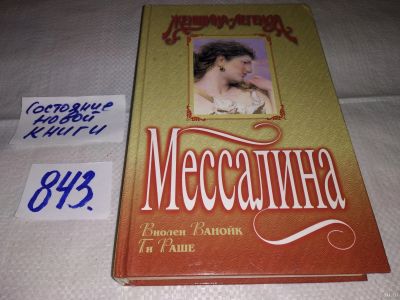 Состояние
новой
книги
843.
ЖЕНЩИНА-ЛЕГЕНДА
Мессалина
Виолен ВАНОЙК
Ги РАШЕ